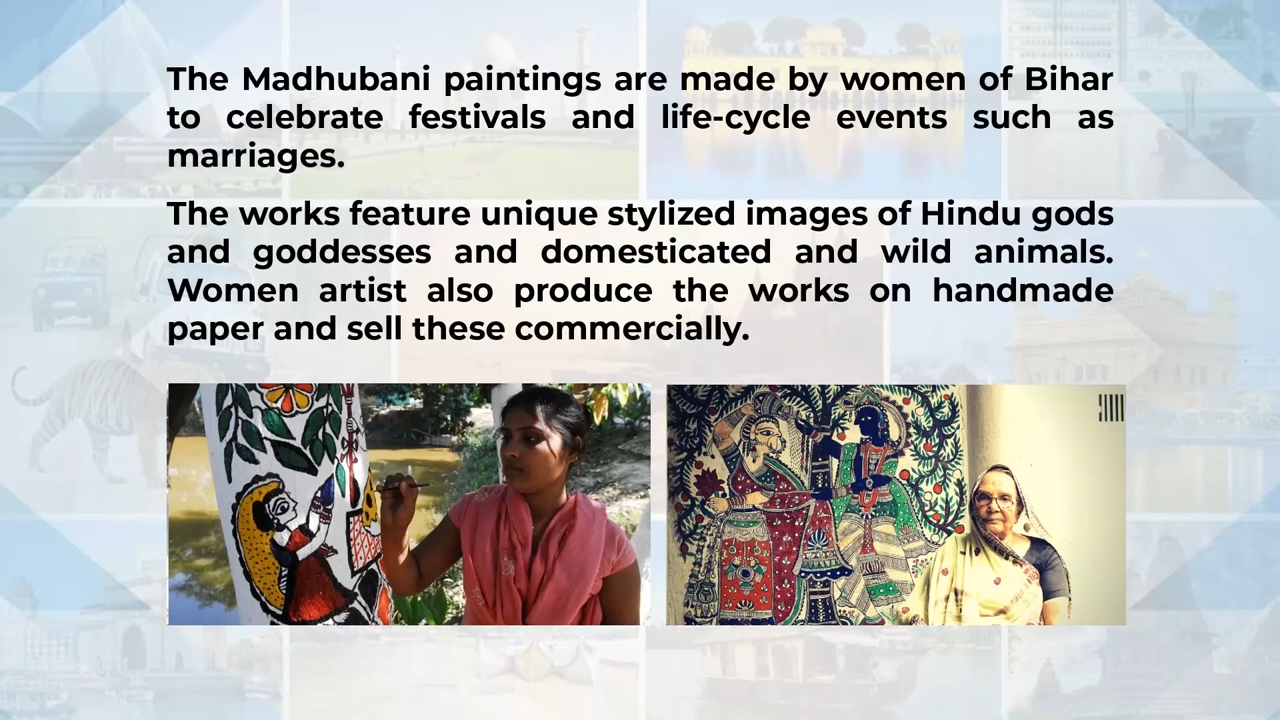 The Madhubani paintings are made by women of Bihar
to celebrate festivals and life-cycle events such as
marriages.
The works feature unique stylized images of Hindu gods
and goddesses and domesticated and wild animals.
Women artist also produce the works on handmade
paper and sell these commercially.